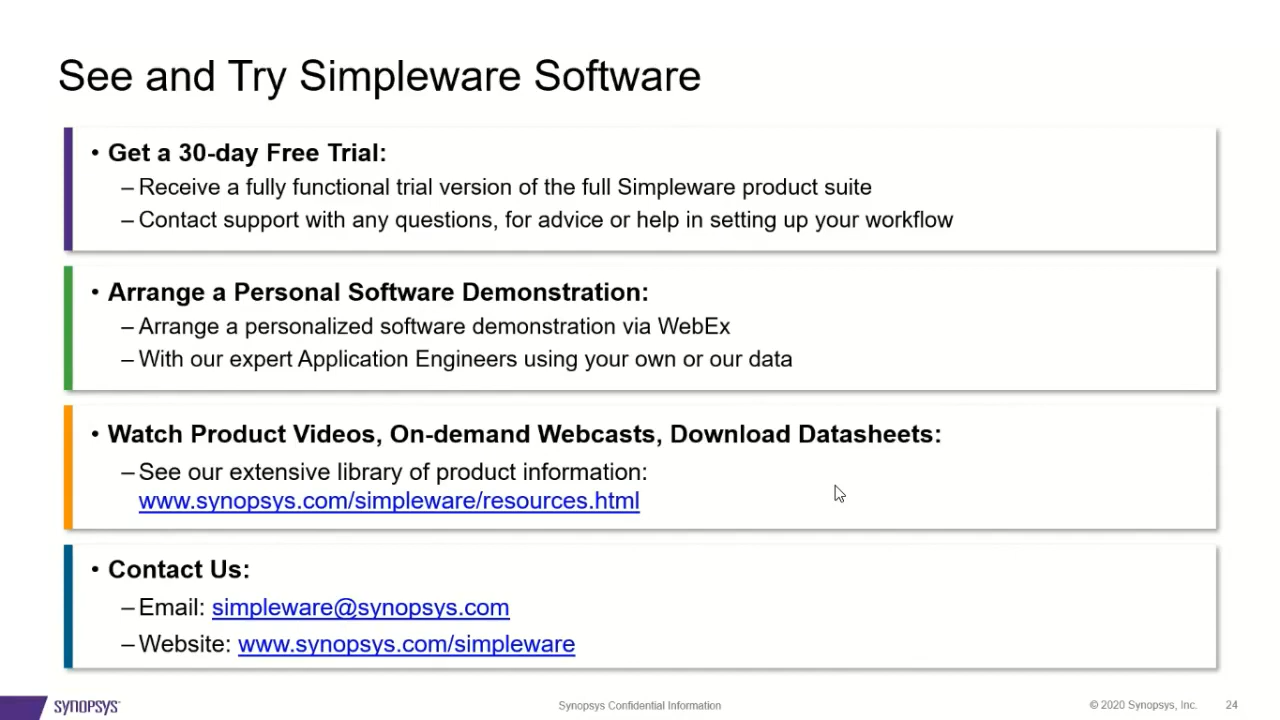 See and Try Simpleware Software
• Get a 30-day Free Trial:
– Receive a fully functional trial version of the full Simpleware product suite
– Contact support with any questions, for advice or help in setting up your workflow
• Arrange a Personal Software Demonstration:
– Arrange a personalized software demonstration via WebEx
– With our expert Application Engineers using your own or our data
• Watch Product Videos, On-demand Webcasts, Download Datasheets:
– See our extensive library of product information:
www.synopsys.com/simpleware/resources.html
• Contact Us:
– Email: simpleware@synopsys.com
– Website: www.synopsys.com/simpleware
SYNOPSYS
Synopsys Confidential Information
© 2020 Synopsys, Inc.
24